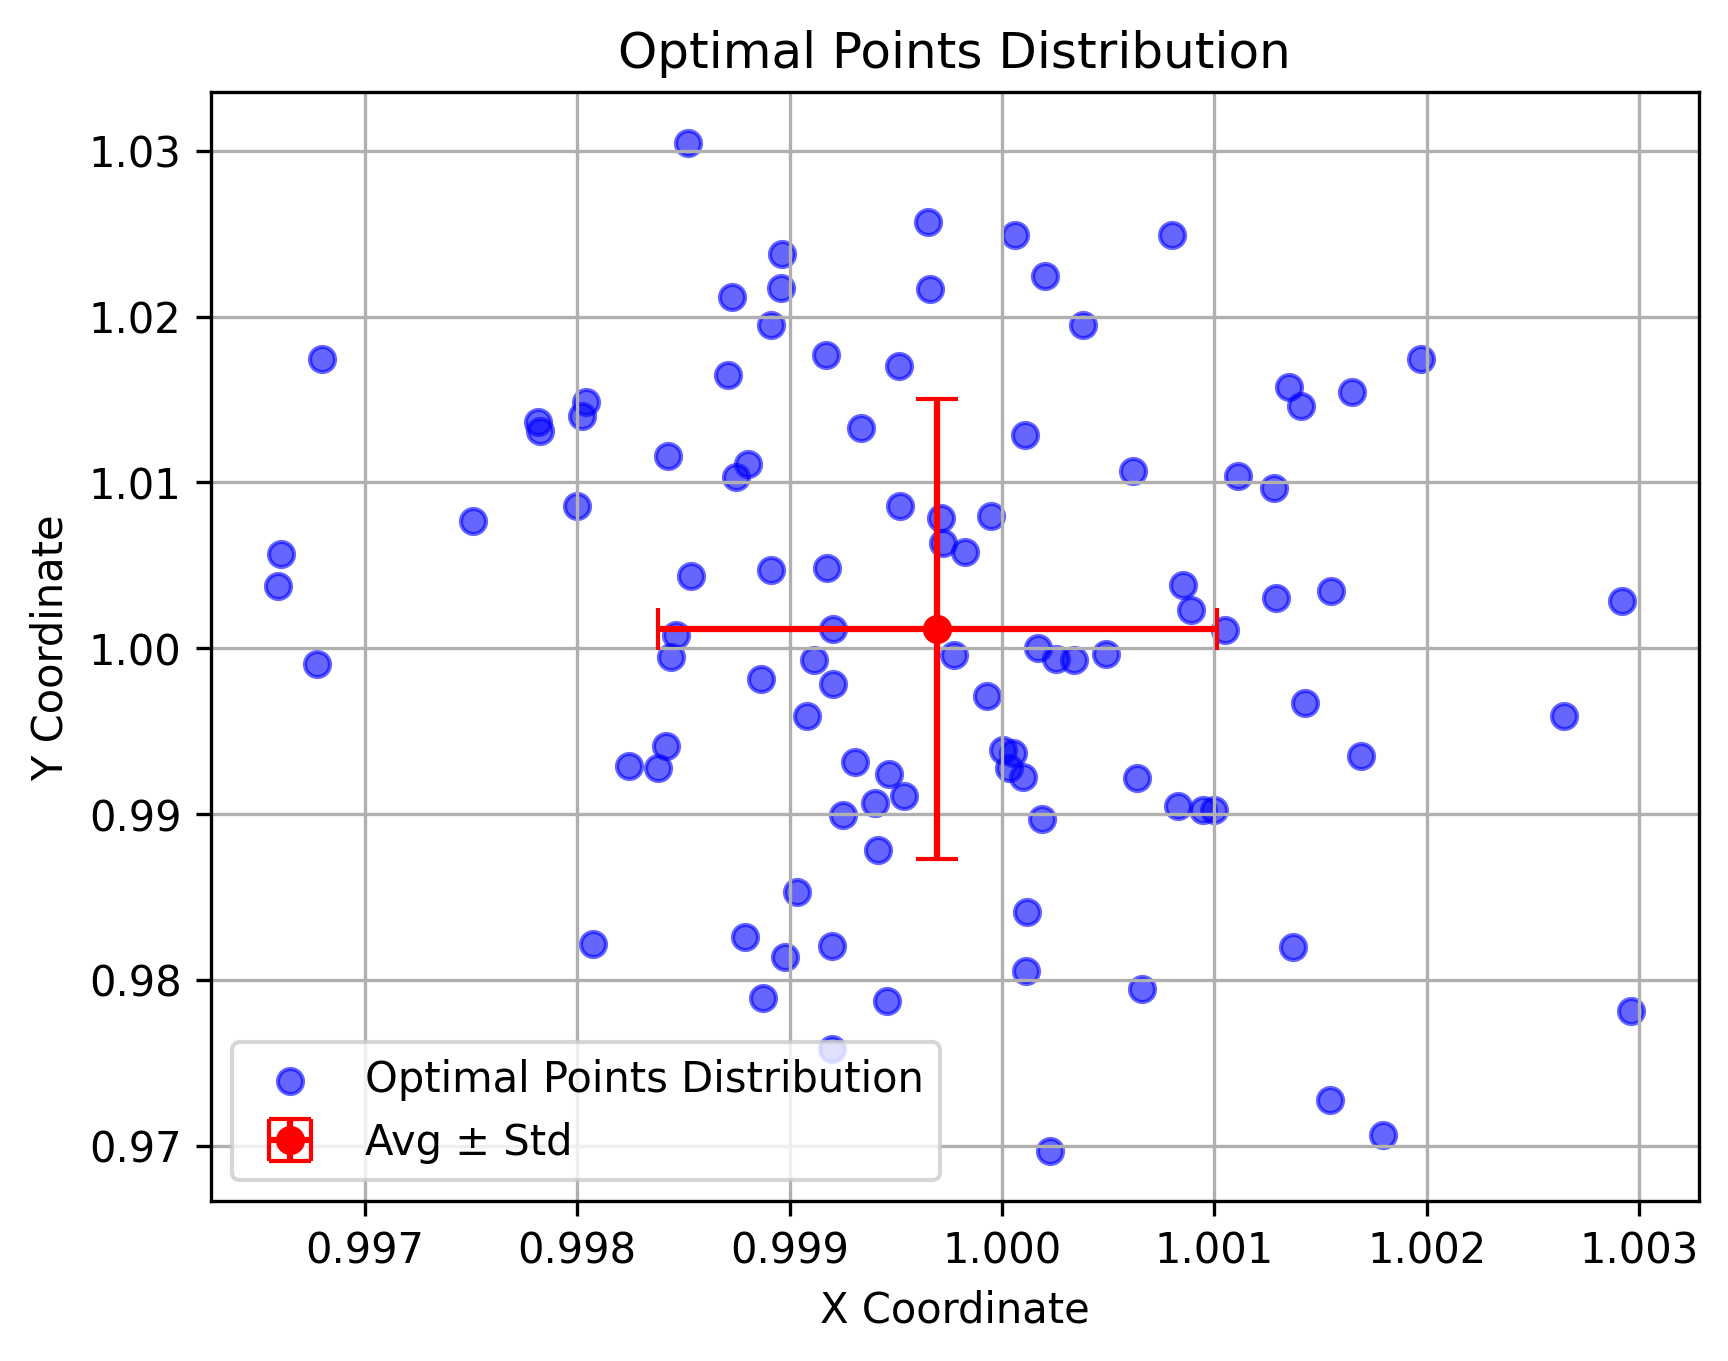 Optimal Points Distribution
1.03
1.02
1.01
1.00
0.99
0.98
0.97
Y Coordinate
Optimal Points Distribution
Avg ± Std
0.997 0.998 0.999 1.000 1.001 1.002 1.003
X Coordinate